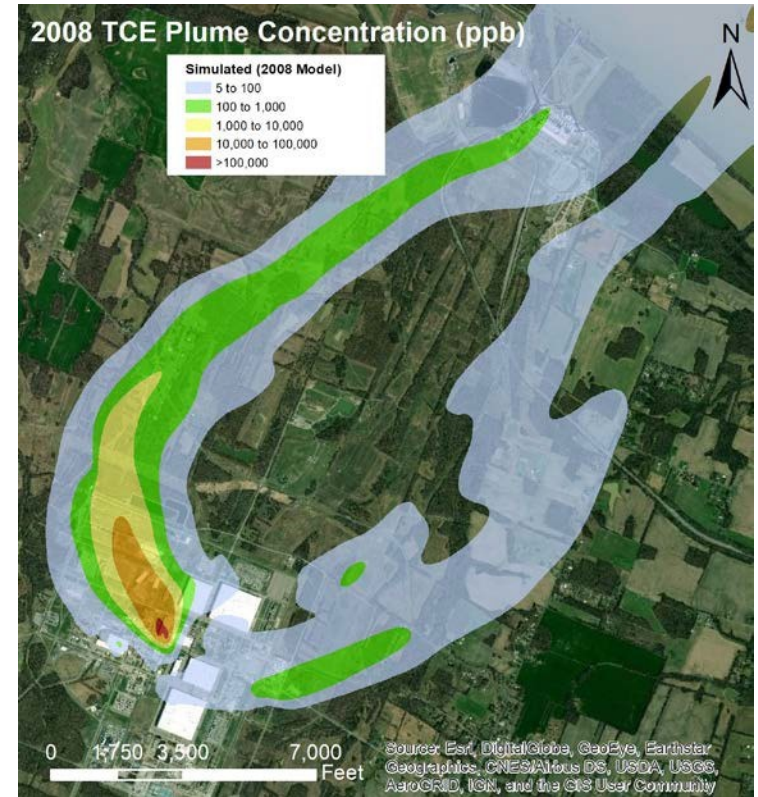 2008 TCE Plume Concentration (ppb)
N
Simulated (2008 Model)
5 to 100
100 to 1,000
1,000 to 10,000
10,000 to 100,000
>100,000
0 1,750 3,500 7,000
Feet
Source: Esri, DigitalGlobe, GeoEye, Earthstar
Geographics, CNES/Airbus DS, USDA, USGS,
AeroGRID, IGN, and the GIS User Community